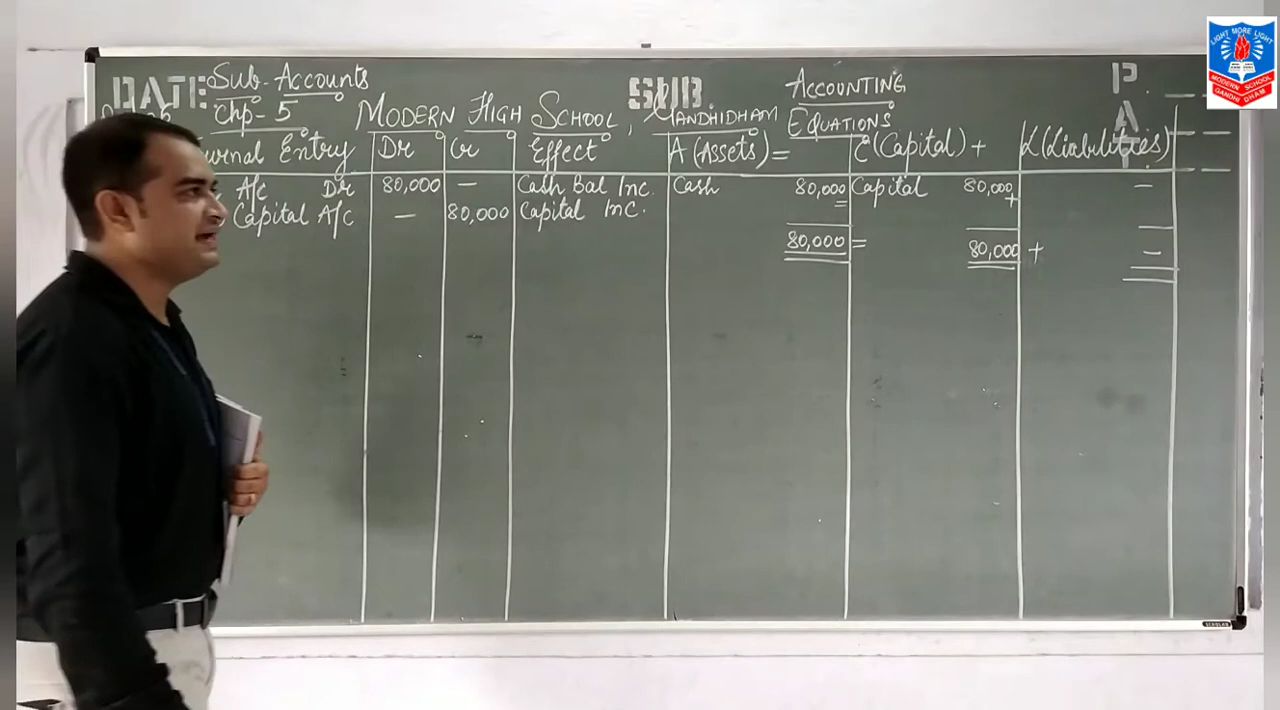 LIGHT MORE LIGHT
MODERN SCHOOL
GANDHIDHAM
DATE SUB. P.
A
Sub- Accounts
Chp- 5
MODERN HIGH SCHOOL, GANDHIDHAM
ACCOUNTING
EQUATIONS
urnal Entry Dr Cr Effect A (Assets) = C (Capital) + L (Liabilities)
A/c Dr 80,000 — Cash Bal Inc. Cash 80,000 = Capital 80,000 + —
Capital A/c — 80,000 Capital Inc.
80,000 = 80,000 + —
SCHOLAR